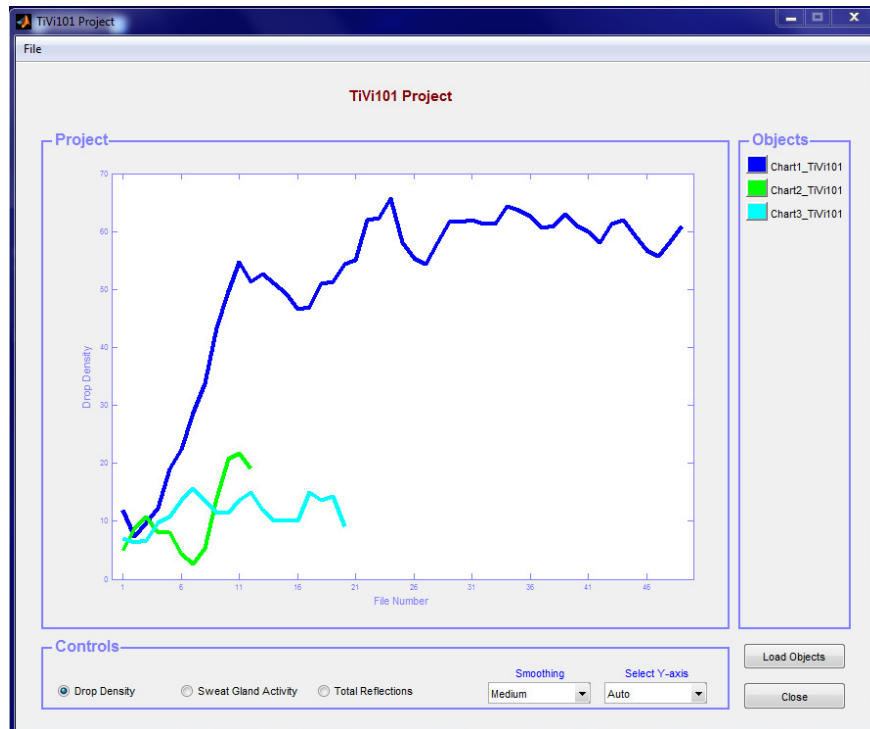 TiVi101 Project
File
TiVi101 Project
Project
Objects
Chart1_TiVi101
Chart2_TiVi101
Chart3_TiVi101
70
60
50
40
30
20
10
0
Drop Density
1 6 11 16 21 26 31 36 41 46
File Number
Controls
Drop Density Sweat Gland Activity Total Reflections
Smoothing Select Y-axis
Medium Auto
Load Objects
Close